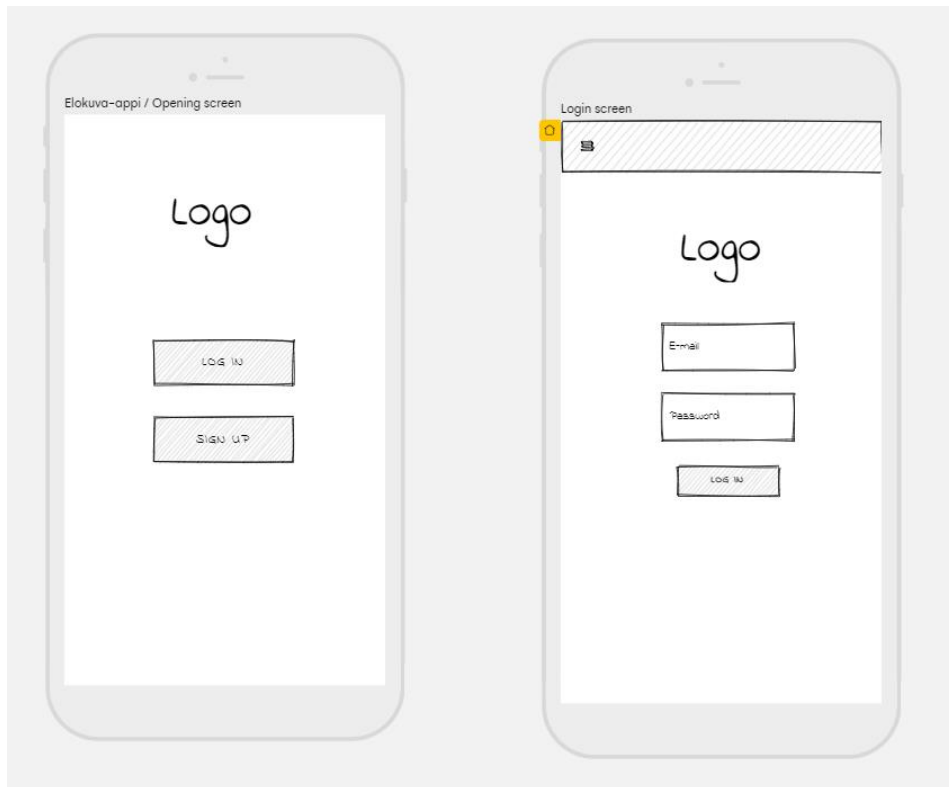 Elokuva-appi / Opening screen
Logo
LOG IN
SIGN UP
Login screen
Logo
E-mail
Password
LOG IN